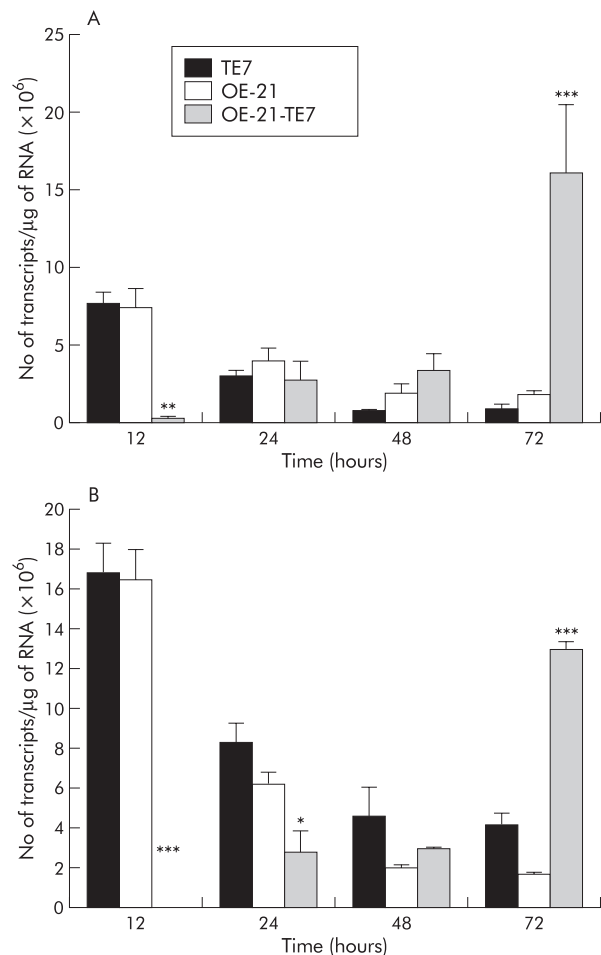 A
25
20
15
10
5
0
No of transcripts/µg of RNA (×10⁶)
TE7
OE-21
OE-21-TE7
**
***
12 24 48 72
Time (hours)
B
20
18
16
14
12
10
8
6
4
2
0
No of transcripts/µg of RNA (×10⁶)
***
*
***
12 24 48 72
Time (hours)